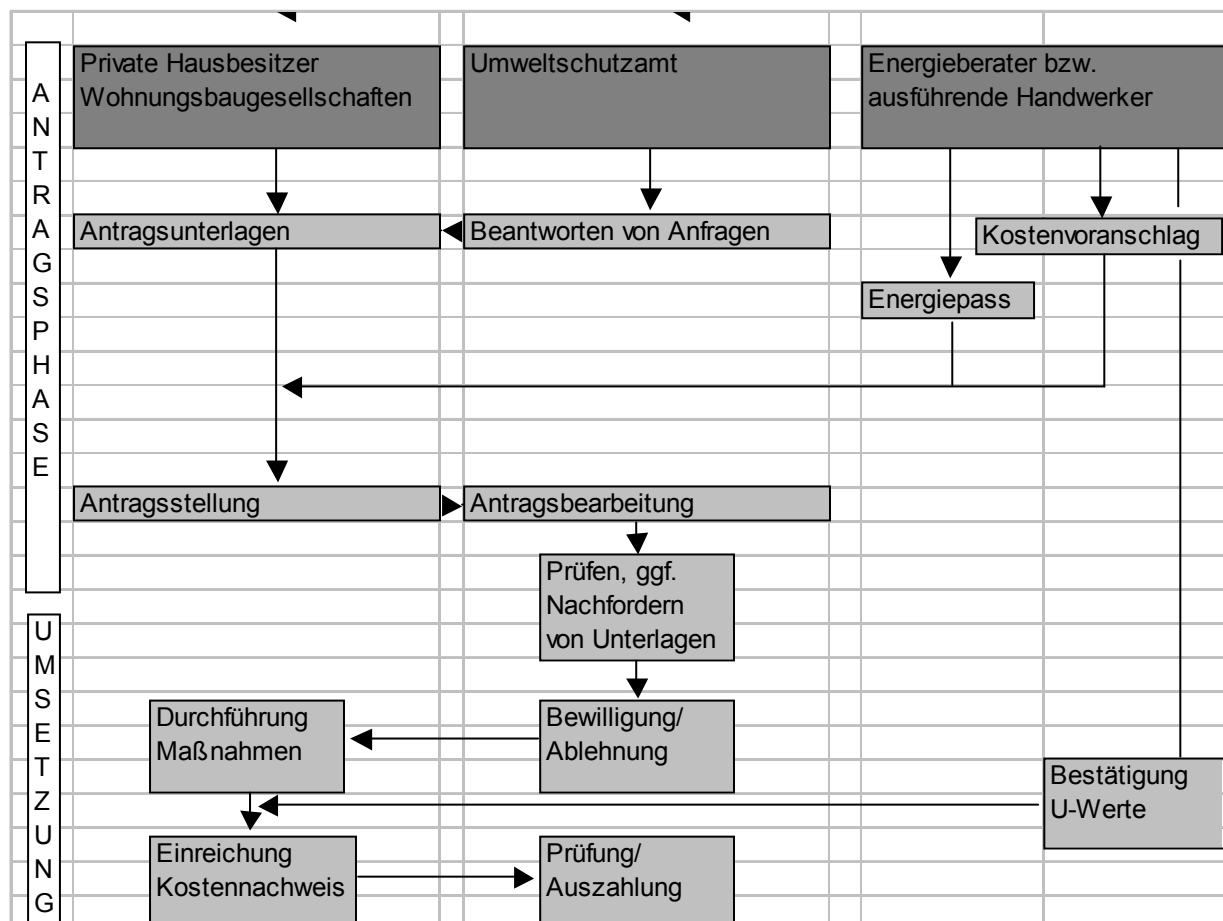 ANTRAGSPHASE
Private Hausbesitzer
Wohnungsbaugesellschaften
Umweltschutzamt
Energieberater bzw.
ausführende Handwerker
Antragsunterlagen
Beantworten von Anfragen
Kostenvoranschlag
Energiepass
Antragsstellung
Antragsbearbeitung
Prüfen, ggf.
Nachfordern
von Unterlagen
UMSETZUNG
Durchführung
Maßnahmen
Bewilligung/
Ablehnung
Bestätigung
U-Werte
Einreichung
Kostennachweis
Prüfung/
Auszahlung